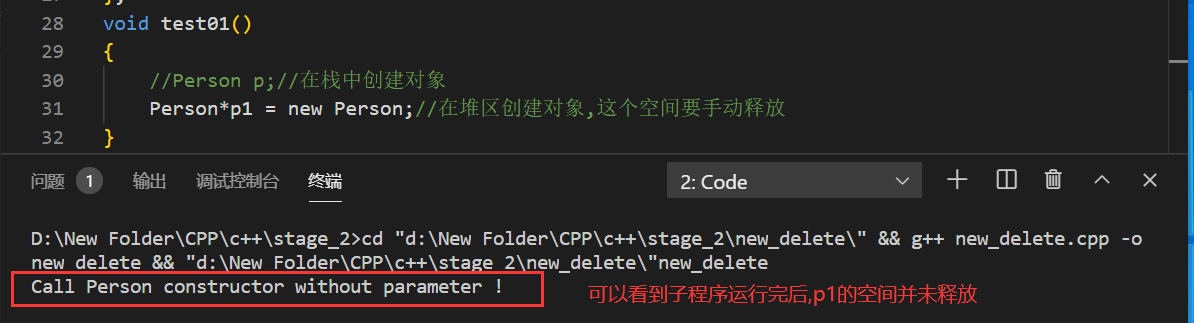 28 void test01()
29 {
30 //Person p;//在栈中创建对象
31 Person*p1 = new Person;//在堆区创建对象,这个空间要手动释放
32 }
问题 1 输出 调试控制台 终端 2: Code
D:\New Folder\CPP\c++\stage_2>cd "d:\New Folder\CPP\c++\stage_2\new_delete\" && g++ new_delete.cpp -o
new_delete && "d:\New Folder\CPP\c++\stage_2\new_delete\"new_delete
Call Person constructor without parameter !
可以看到子程序运行完后,p1的空间并未释放